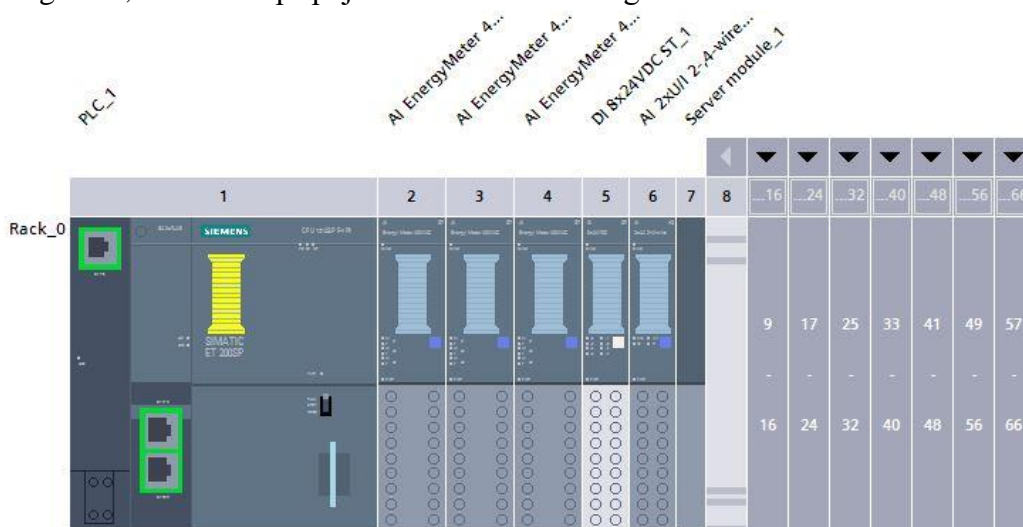 PLC_1
AI EnergyMeter 4...
AI EnergyMeter 4...
AI EnergyMeter 4...
DI 8x24VDC ST_1
AI 2xU/I 2-,4-wire...
Server module_1
1 2 3 4 5 6 7 8 ...16 ...24 ...32 ...40 ...48 ...56 ...66
Rack_0
SIEMENS
SIMATIC
ET 200SP
9 17 25 33 41 49 57
- - - - - - -
16 24 32 40 48 56 66